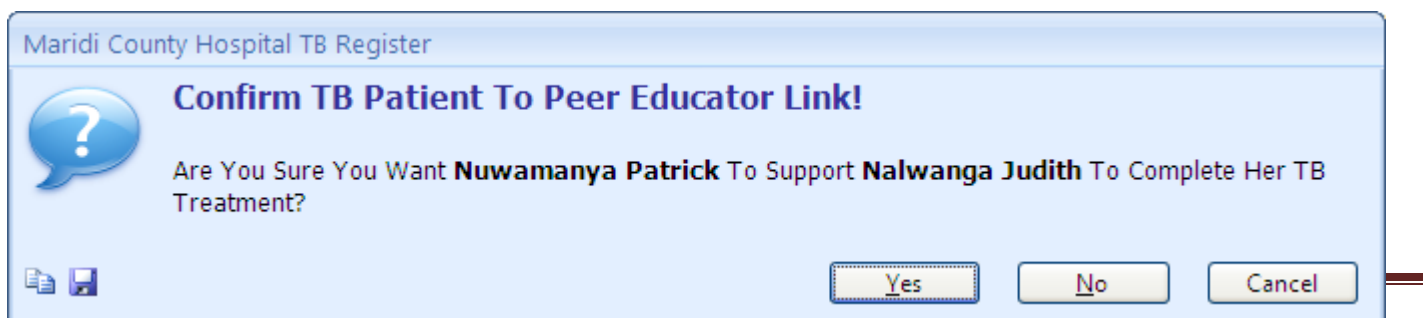 Maridi County Hospital TB Register
Confirm TB Patient To Peer Educator Link!
Are You Sure You Want Nuwamanya Patrick To Support Nalwanga Judith To Complete Her TB
Treatment?
Yes No Cancel